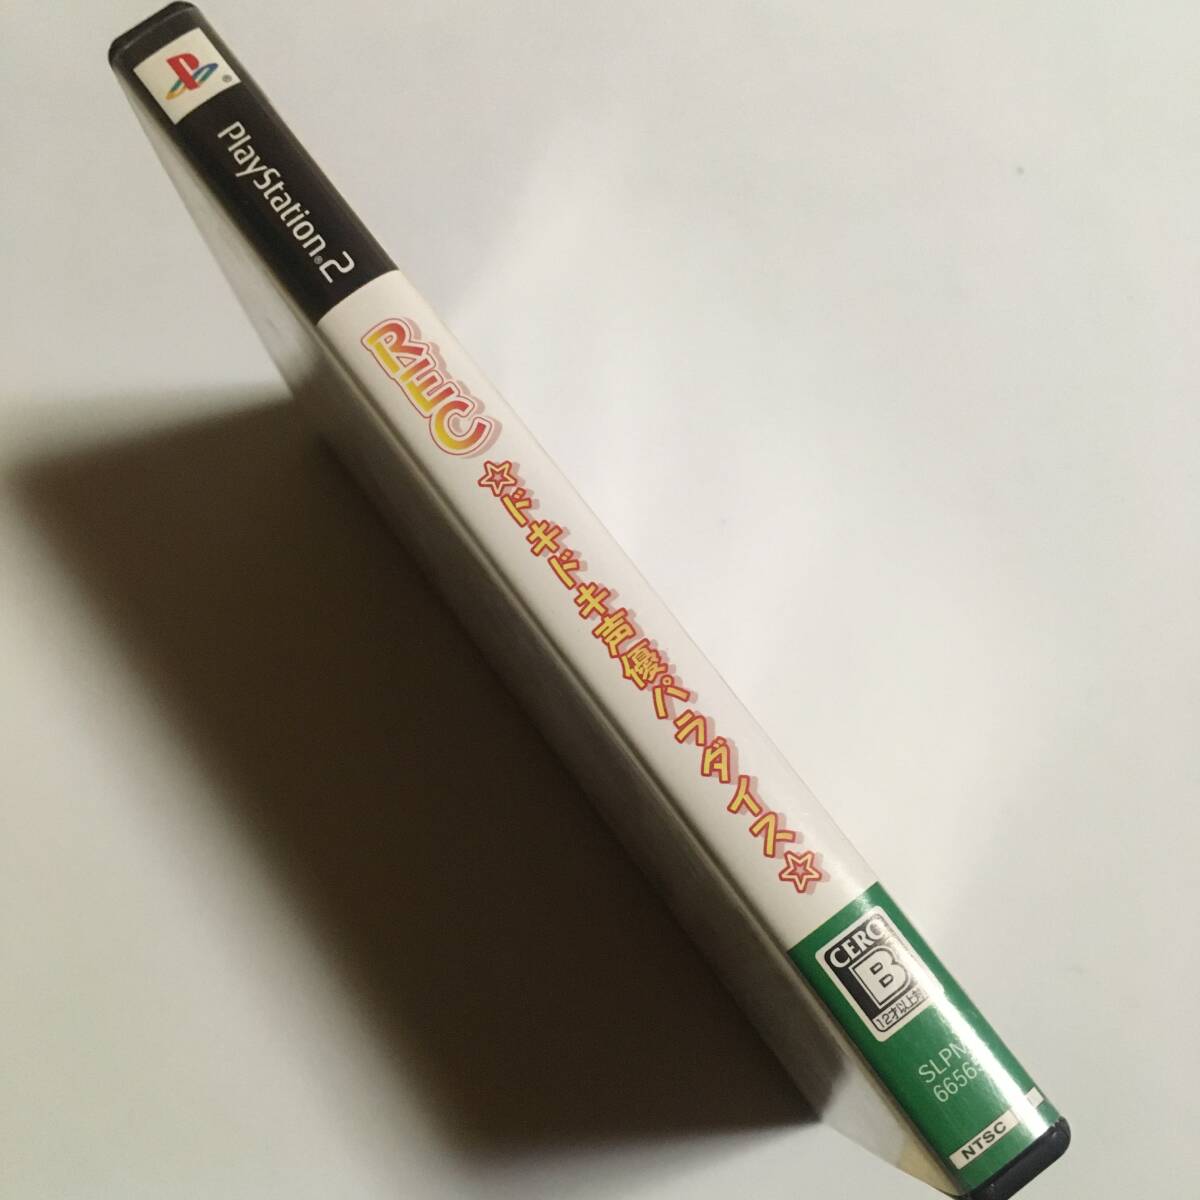 PlayStation®2
REC
☆ドキドキ声優パラダイス☆
CERO
B
12才以上対象
SLPM
66565
NTSC